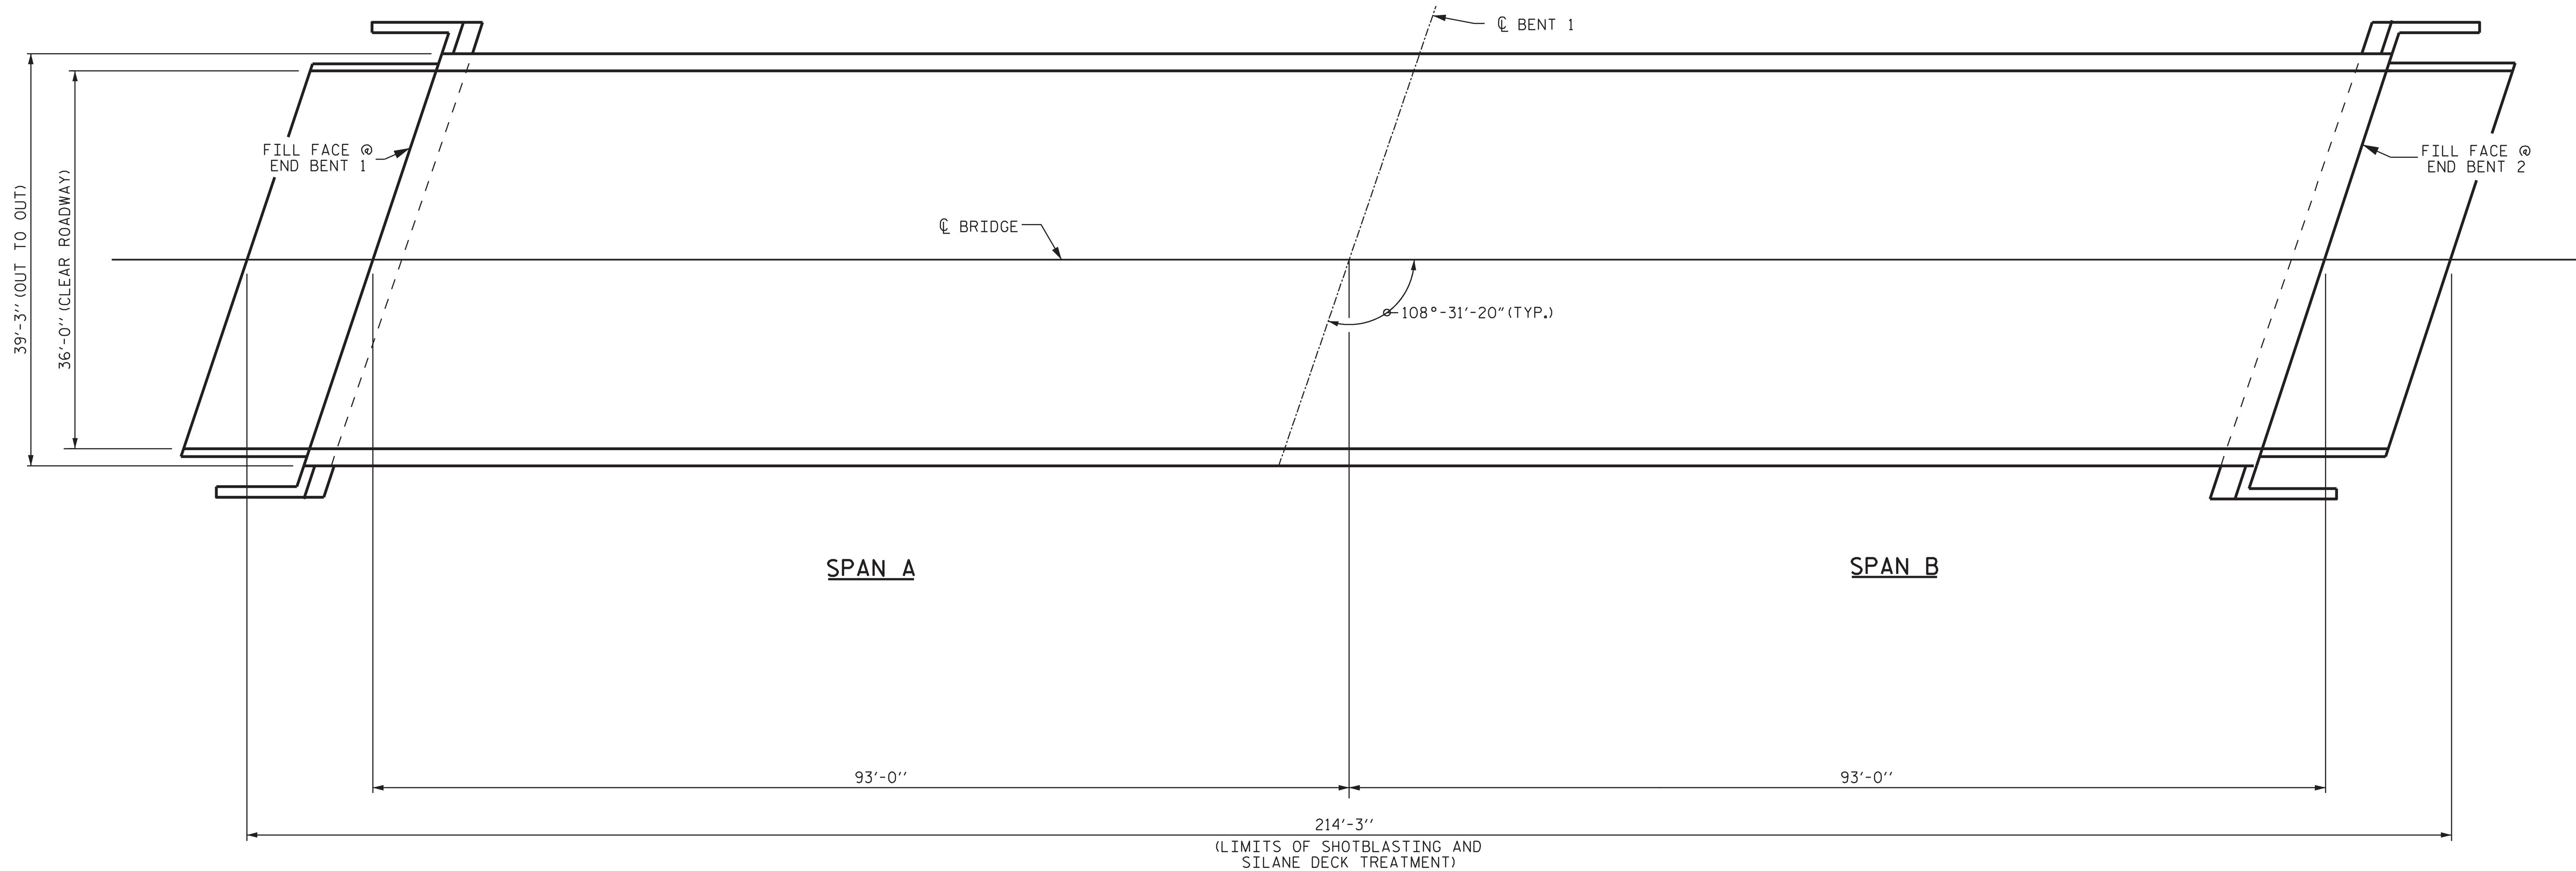 ℄ BENT 1
FILL FACE @
END BENT 1
FILL FACE @
END BENT 2
39'-3'' (OUT TO OUT)
36'-0'' (CLEAR ROADWAY)
℄ BRIDGE
108°-31'-20" (TYP.)
SPAN A
SPAN B
93'-0''
93'-0''
214'-3''
(LIMITS OF SHOTBLASTING AND
SILANE DECK TREATMENT)